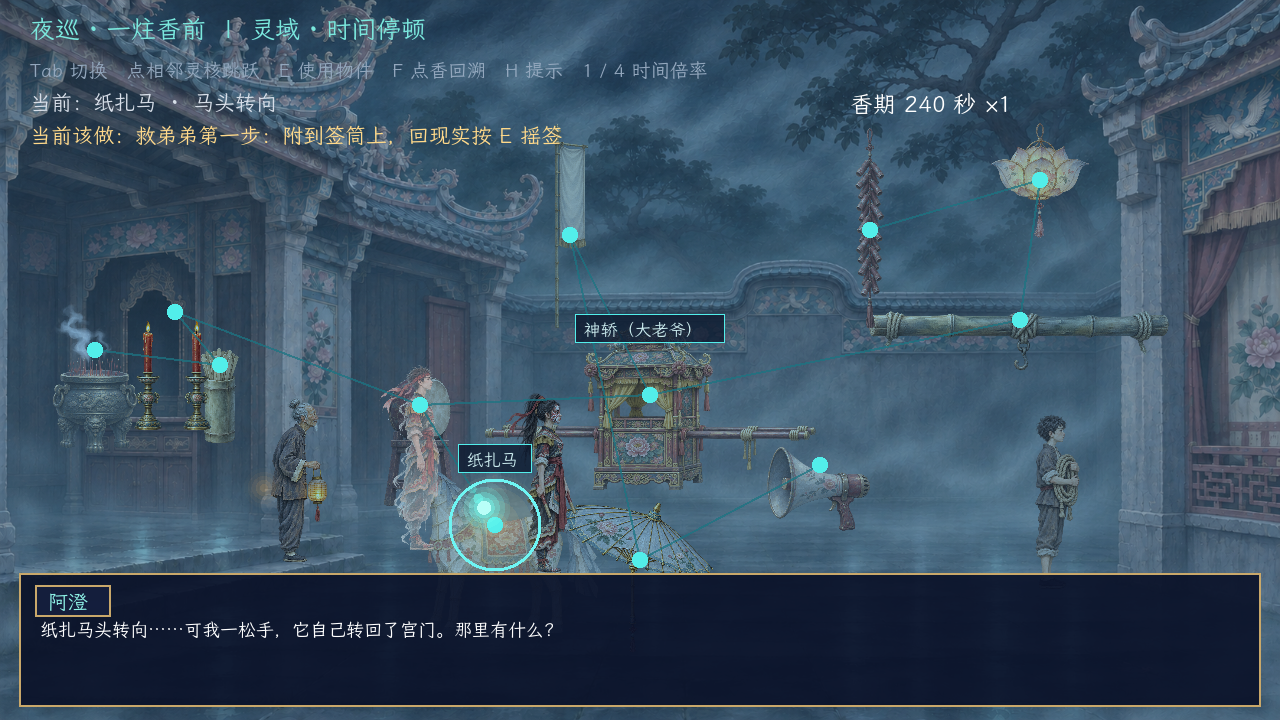 夜巡·一炷香前 | 灵域·时间停顿
Tab 切换 点相邻灵核跳跃 E 使用物件 F 点香回溯 H 提示 1 / 4 时间倍率
当前: 纸扎马 · 马头转向
香期 240 秒 ×1
当前该做: 救弟弟第一步: 附到签筒上, 回现实按 E 摇签
神轿（大老爷）
纸扎马
阿澄
纸扎马头转向……可我一松手, 它自己转回了宫门。那里有什么?